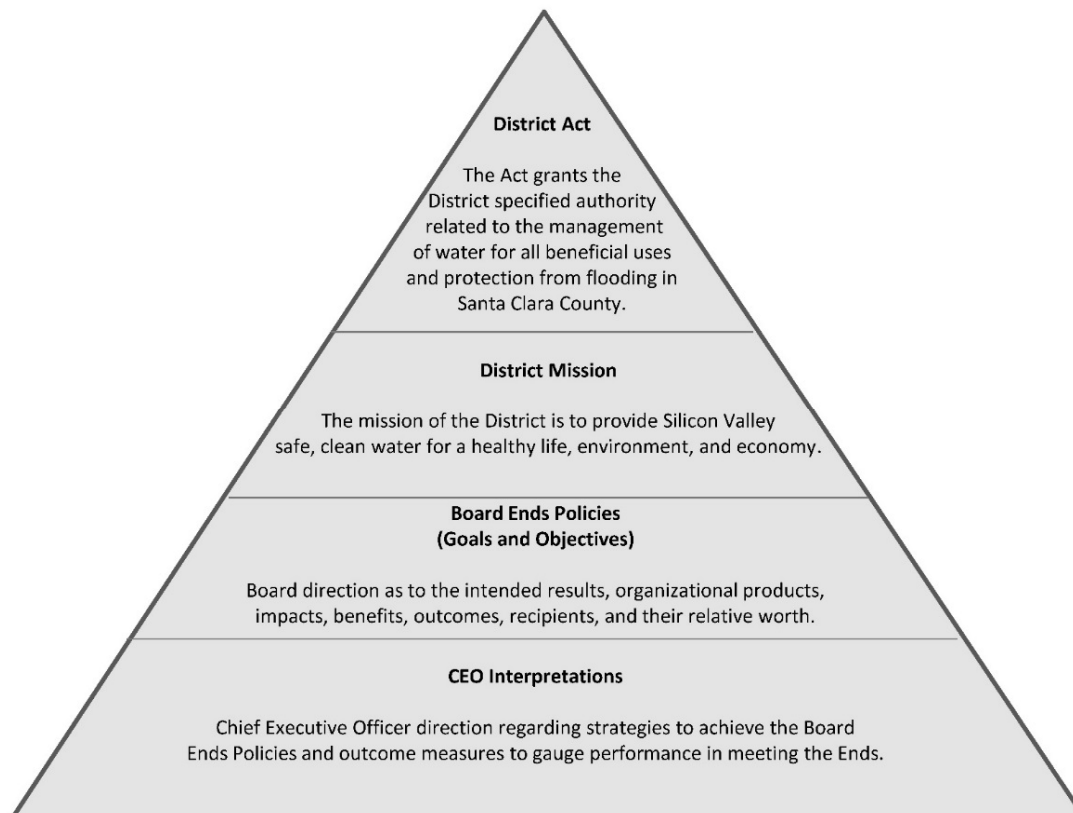 District Act
The Act grants the
District specified authority
related to the management
of water for all beneficial uses
and protection from flooding in
Santa Clara County.
District Mission
The mission of the District is to provide Silicon Valley
safe, clean water for a healthy life, environment, and economy.
Board Ends Policies
(Goals and Objectives)
Board direction as to the intended results, organizational products,
impacts, benefits, outcomes, recipients, and their relative worth.
CEO Interpretations
Chief Executive Officer direction regarding strategies to achieve the Board
Ends Policies and outcome measures to gauge performance in meeting the Ends.